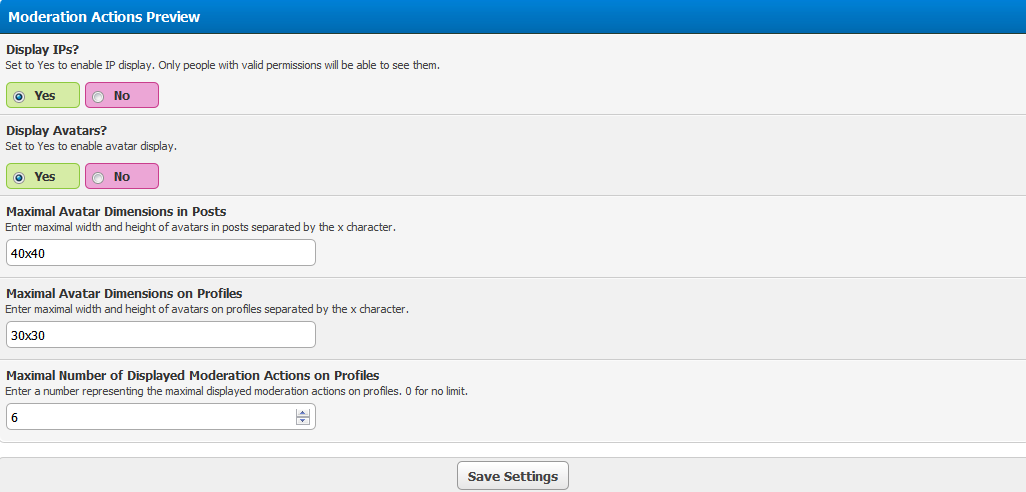 Moderation Actions Preview
Display IPs?
Set to Yes to enable IP display. Only people with valid permissions will be able to see them.
Yes No
Display Avatars?
Set to Yes to enable avatar display.
Yes No
Maximal Avatar Dimensions in Posts
Enter maximal width and height of avatars in posts separated by the x character.
40x40
Maximal Avatar Dimensions on Profiles
Enter maximal width and height of avatars on profiles separated by the x character.
30x30
Maximal Number of Displayed Moderation Actions on Profiles
Enter a number representing the maximal displayed moderation actions on profiles. 0 for no limit.
6
Save Settings